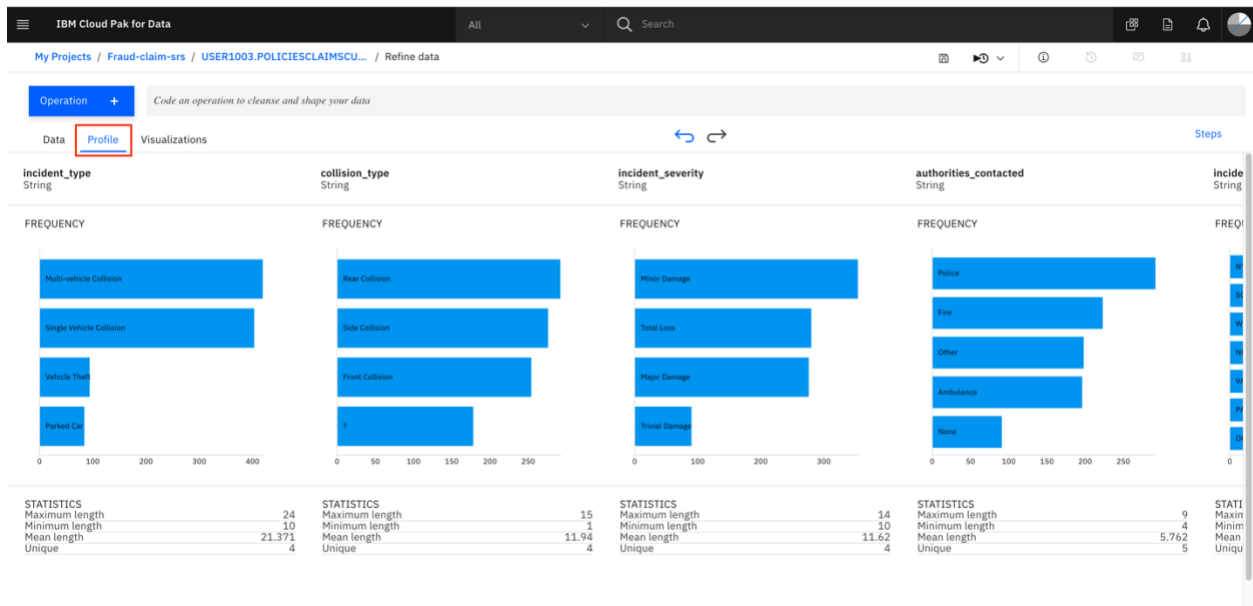 IBM Cloud Pak for Data
All
Search
My Projects / Fraud-claim-srs / USER1003.POLICIESCLAIMSCU... / Refine data
Operation +
Code an operation to cleanse and shape your data
Data Profile Visualizations
Steps
incident_type
String
FREQUENCY
Multi-vehicle Collision
Single Vehicle Collision
Vehicle Theft
Parked Car
0 100 200 300 400
STATISTICS
Maximum length 24
Minimum length 10
Mean length 21.371
Unique 4
collision_type
String
FREQUENCY
Rear Collision
Side Collision
Front Collision
?
0 50 100 150 200 250
STATISTICS
Maximum length 15
Minimum length 1
Mean length 11.94
Unique 4
incident_severity
String
FREQUENCY
Minor Damage
Total Loss
Major Damage
Trivial Damage
0 100 200 300
STATISTICS
Maximum length 14
Minimum length 10
Mean length 11.62
Unique 4
authorities_contacted
String
FREQUENCY
Police
Fire
Other
Ambulance
None
0 50 100 150 200 250
STATISTICS
Maximum length 9
Minimum length 4
Mean length 5.762
Unique 5
incide
String
FREQ
0
STATI
Maxin
Minim
Mean
Uniqu